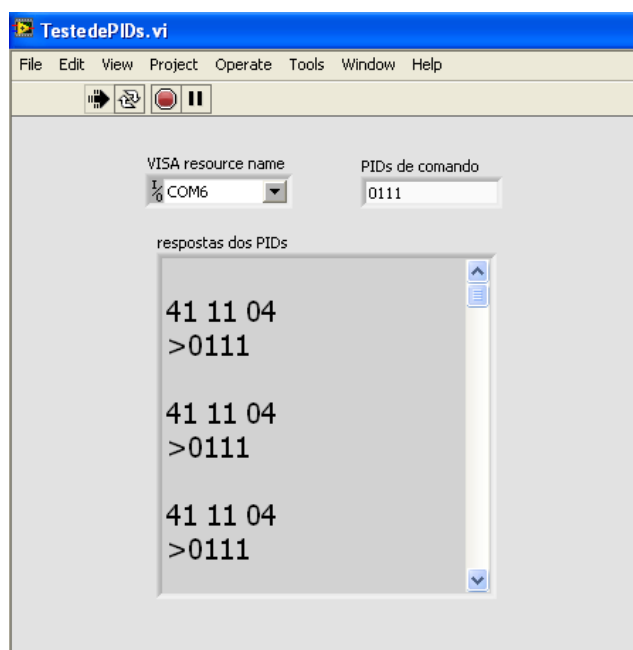 TestedePIDs.vi
File Edit View Project Operate Tools Window Help
VISA resource name
PIDs de comando
I/O COM6
0111
respostas dos PIDs
41 11 04
>0111
41 11 04
>0111
41 11 04
>0111